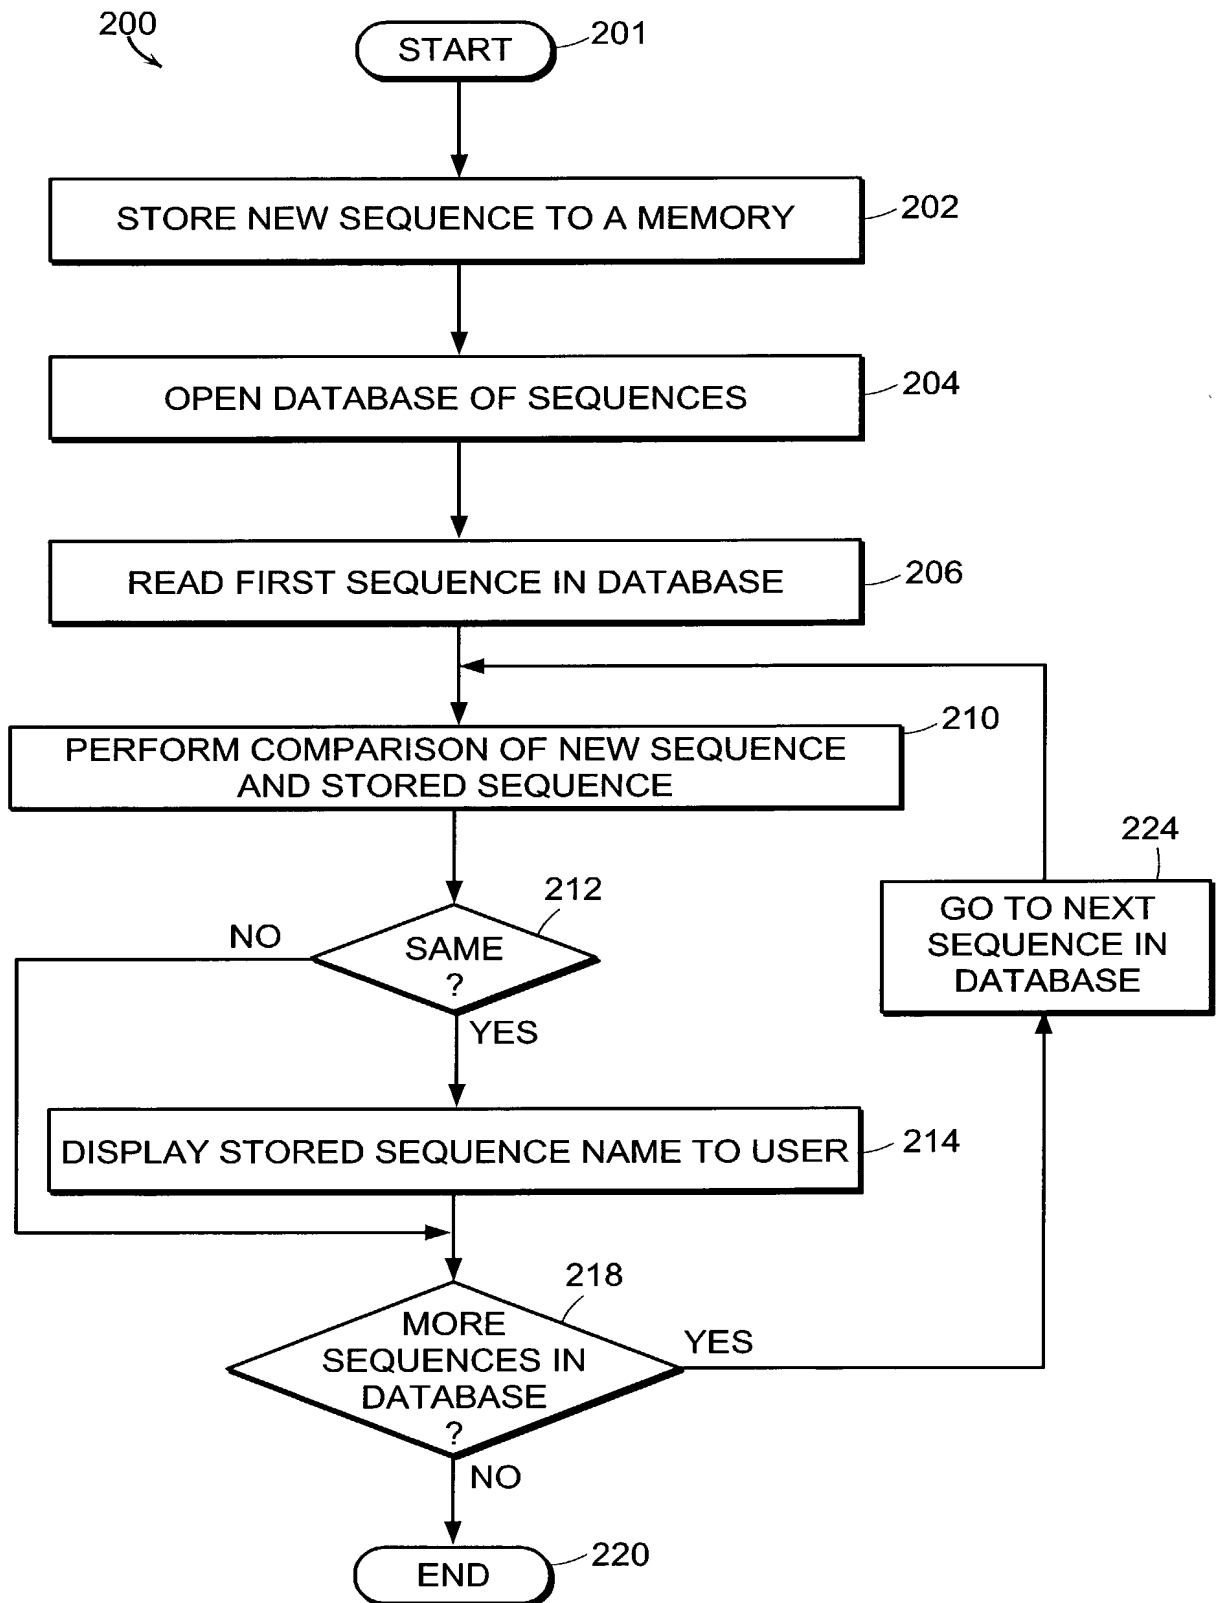 200
START
201
STORE NEW SEQUENCE TO A MEMORY
202
OPEN DATABASE OF SEQUENCES
204
READ FIRST SEQUENCE IN DATABASE
206
PERFORM COMPARISON OF NEW SEQUENCE
AND STORED SEQUENCE
210
224
GO TO NEXT
SEQUENCE IN
DATABASE
212
NO
SAME
?
YES
DISPLAY STORED SEQUENCE NAME TO USER
214
218
MORE
SEQUENCES IN
DATABASE
?
YES
NO
END
220